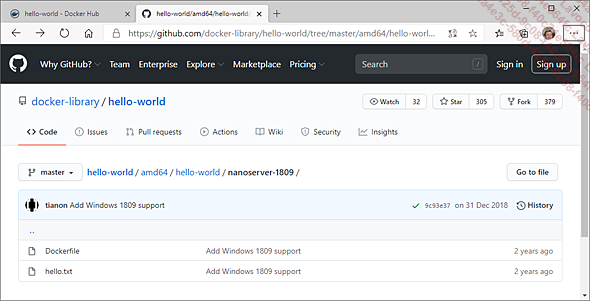 hello-world - Docker Hub
hello-world/amd64/hello-world/
https://github.com/docker-library/hello-world/tree/master/amd64/hello-worl...
Why GitHub? Team Enterprise Explore Marketplace Pricing Search / Sign in Sign up
docker-library / hello-world Watch 32 Star 305 Fork 379
Code Issues Pull requests Actions Wiki Security Insights
master hello-world / amd64 / hello-world / nanoserver-1809 / Go to file
tianon Add Windows 1809 support 9c93e37 on 31 Dec 2018 History
..
Dockerfile Add Windows 1809 support 2 years ago
hello.txt Add Windows 1809 support 2 years ago